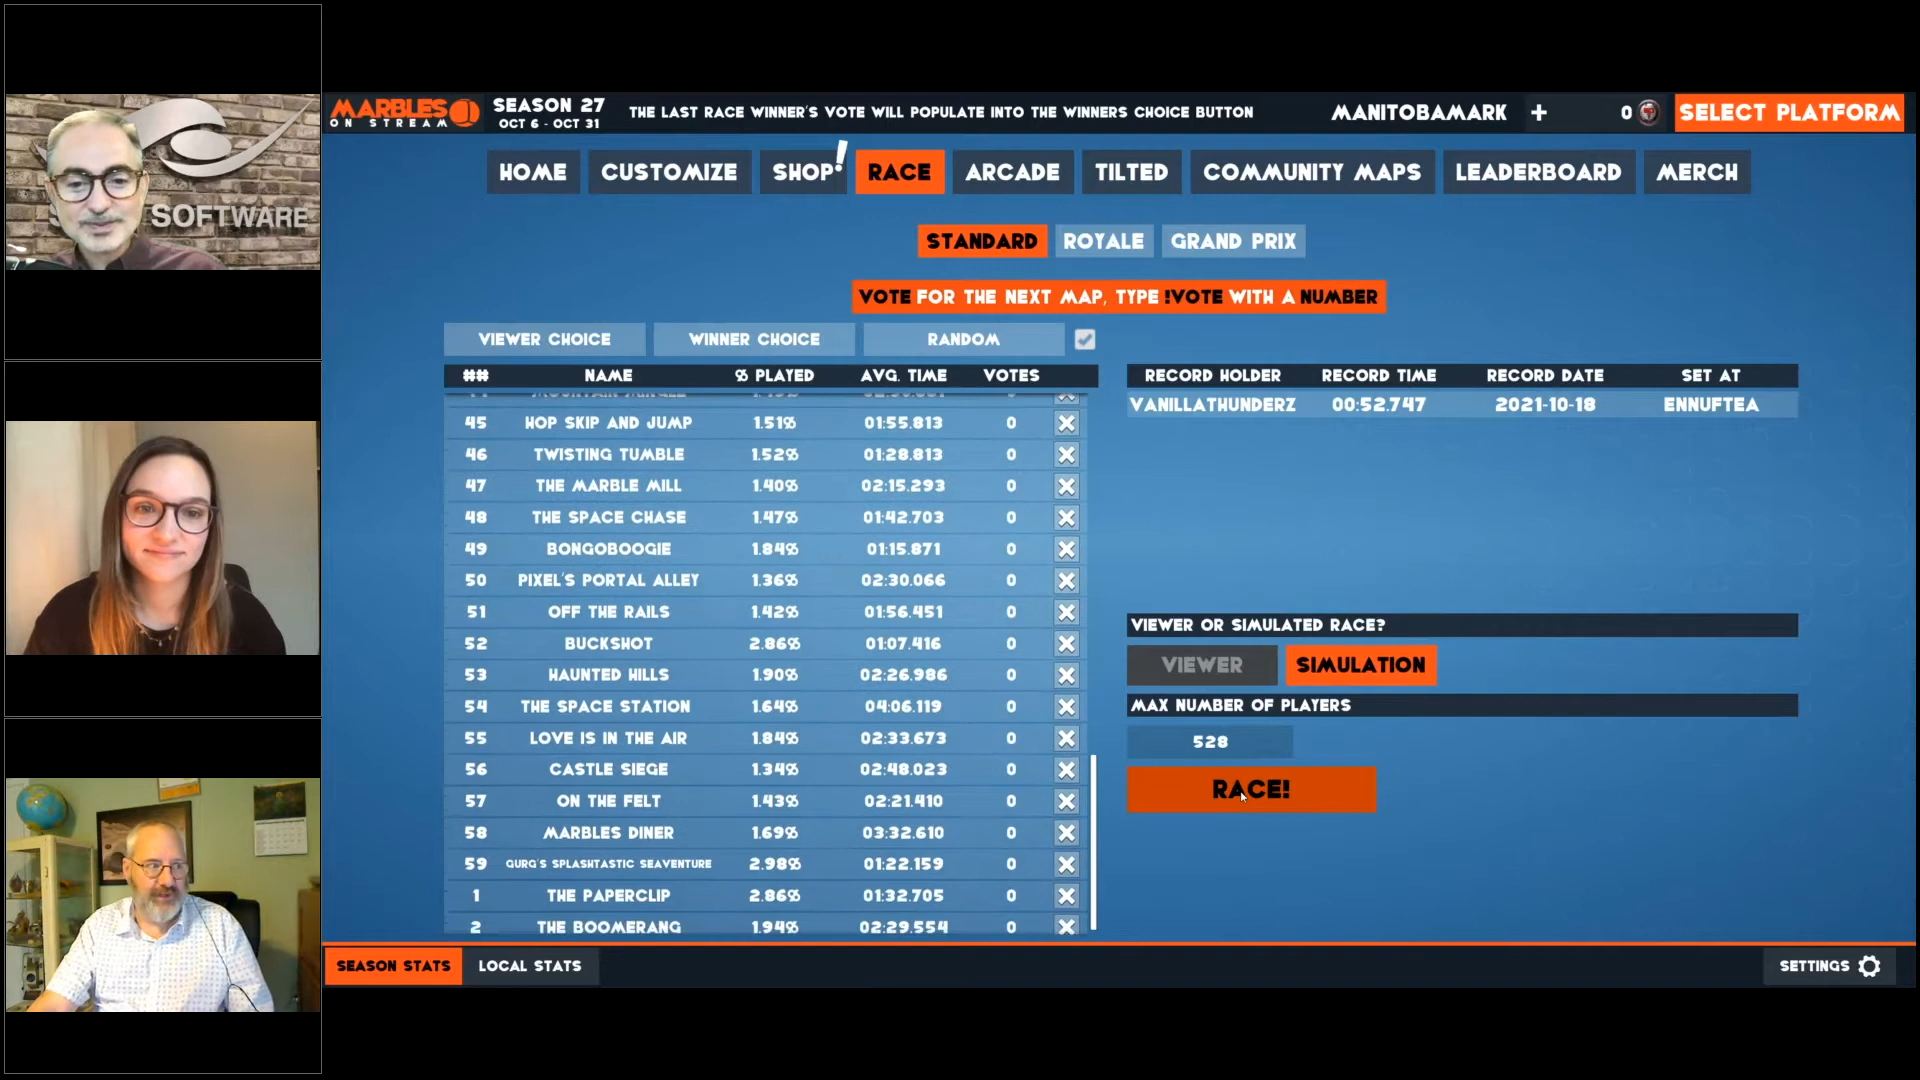 SOFTWARE
MARBLES
ON STREAM
SEASON 27
OCT 6 - OCT 31
THE LAST RACE WINNER'S VOTE WILL POPULATE INTO THE WINNERS CHOICE BUTTON
MANITOBAMARK + 0
SELECT PLATFORM
HOME CUSTOMIZE SHOP! RACE ARCADE TILTED COMMUNITY MAPS LEADERBOARD MERCH
STANDARD ROYALE GRAND PRIX
VOTE FOR THE NEXT MAP, TYPE !VOTE WITH A NUMBER
VIEWER CHOICE WINNER CHOICE RANDOM
## NAME % PLAYED AVG. TIME VOTES
45 HOP SKIP AND JUMP 1.51% 01:55.813 0
46 TWISTING TUMBLE 1.52% 01:28.813 0
47 THE MARBLE MILL 1.40% 02:15.293 0
48 THE SPACE CHASE 1.47% 01:42.703 0
49 BONGOBOOGIE 1.84% 01:15.871 0
50 PIXEL'S PORTAL ALLEY 1.36% 02:30.066 0
51 OFF THE RAILS 1.42% 01:56.451 0
52 BUCKSHOT 2.86% 01:07.416 0
53 HAUNTED HILLS 1.90% 02:26.986 0
54 THE SPACE STATION 1.64% 04:06.119 0
55 LOVE IS IN THE AIR 1.84% 02:33.673 0
56 CASTLE SIEGE 1.34% 02:48.023 0
57 ON THE FELT 1.43% 02:21.410 0
58 MARBLES DINER 1.69% 03:32.610 0
59 GURG'S SPLASHTASTIC SEAVENTURE 2.98% 01:22.159 0
1 THE PAPERCLIP 2.86% 01:32.705 0
2 THE BOOMERANG 1.94% 02:29.554 0
RECORD HOLDER RECORD TIME RECORD DATE SET AT
VANILLATHUNDERZ 00:52.747 2021-10-18 ENNUFTEA
VIEWER OR SIMULATED RACE?
VIEWER SIMULATION
MAX NUMBER OF PLAYERS
528
RACE!
SEASON STATS LOCAL STATS
SETTINGS